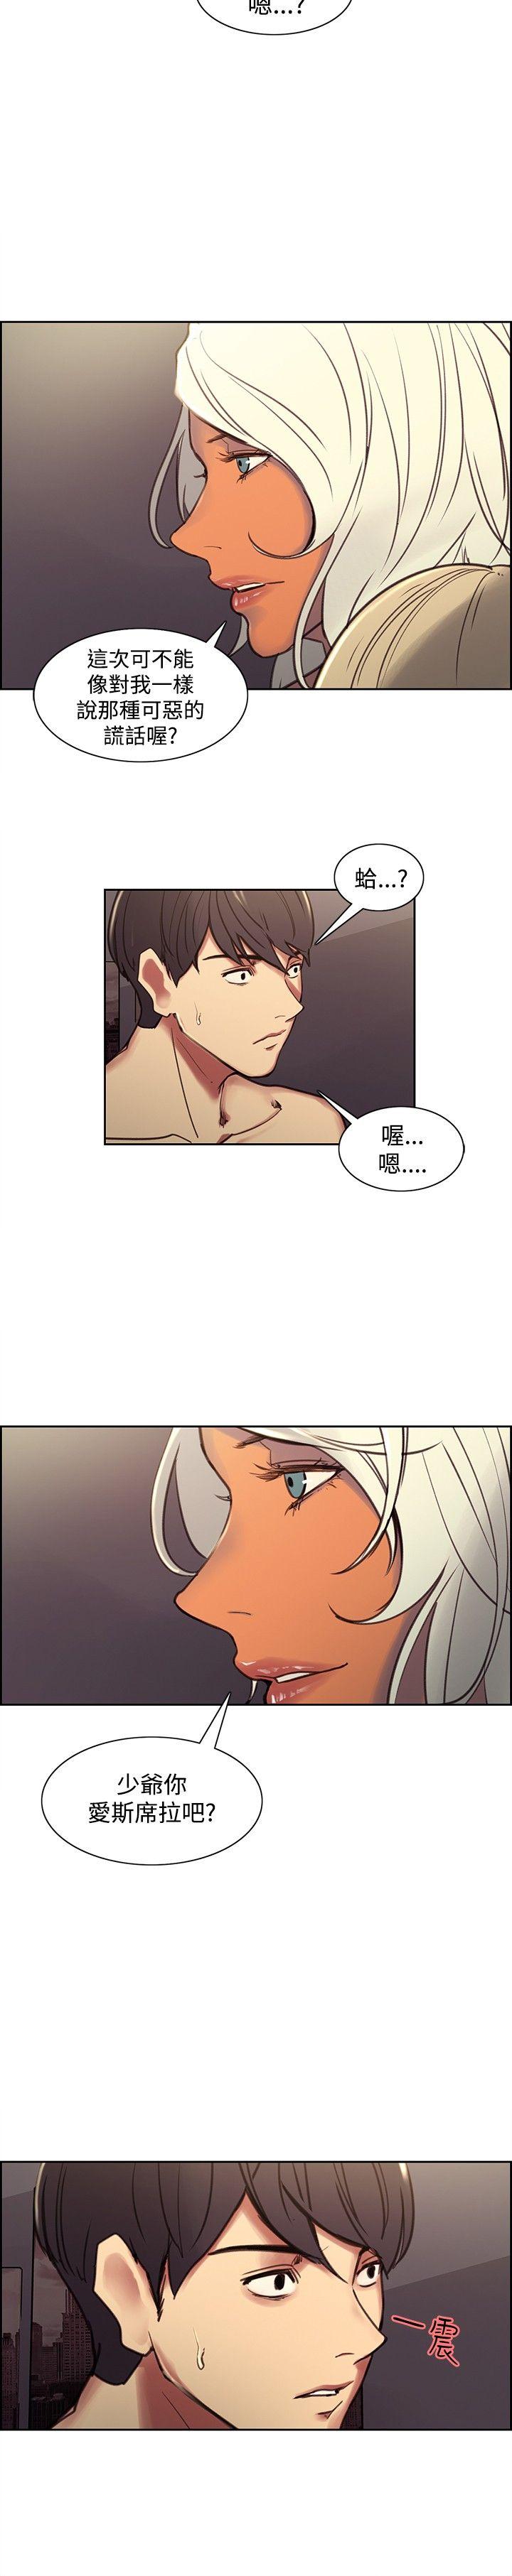 嗯...?
這次可不能
像對我一樣
說那種可惡的
謊話喔?
蛤...?
喔...
嗯....
少爺你
愛斯席拉吧?
一震